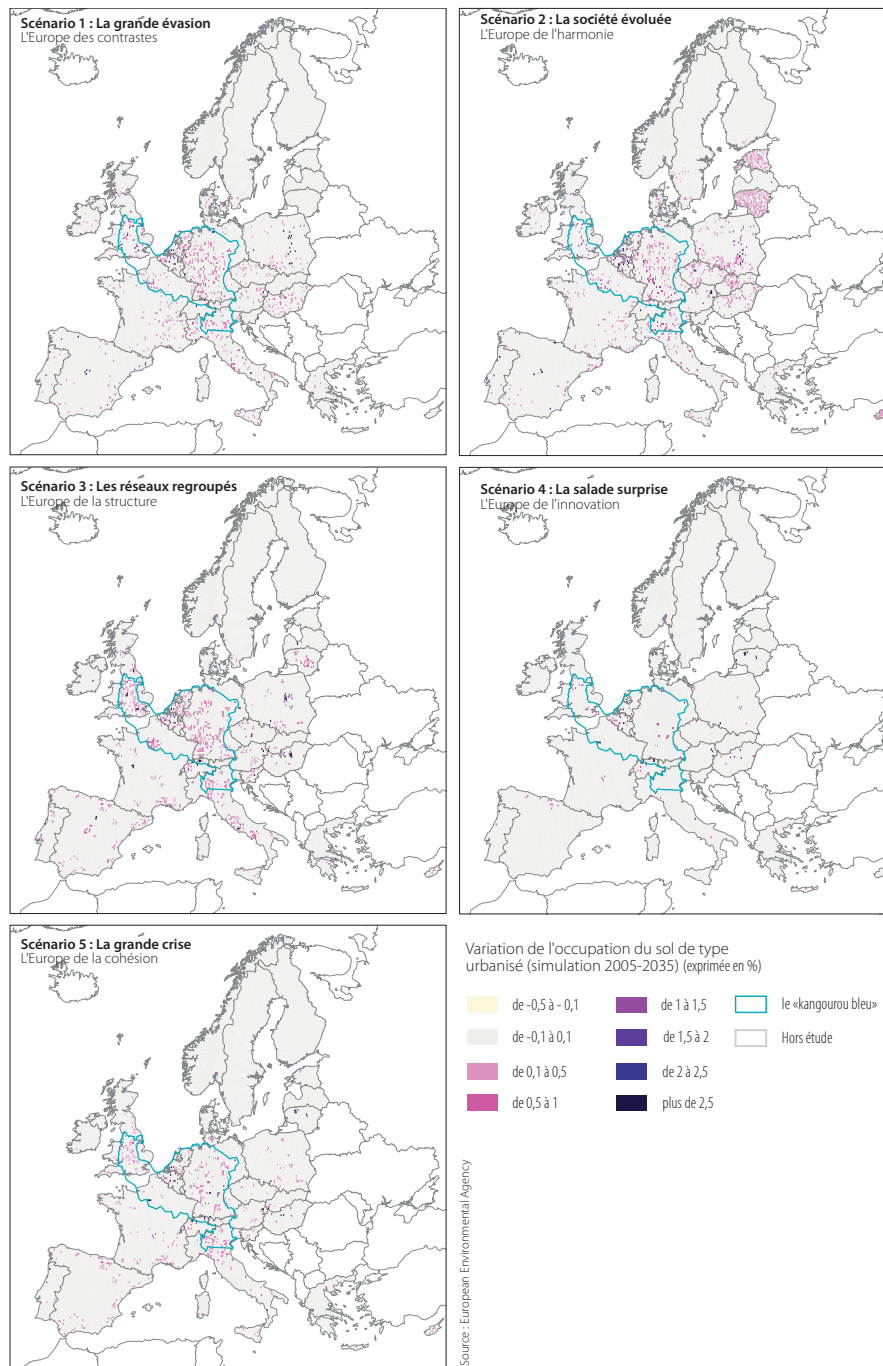 Scénario 1 : La grande évasion
L'Europe des contrastes
Scénario 2 : La société évoluée
L'Europe de l'harmonie
Scénario 3 : Les réseaux regroupés
L'Europe de la structure
Scénario 4 : La salade surprise
L'Europe de l'innovation
Scénario 5 : La grande crise
L'Europe de la cohésion
Variation de l'occupation du sol de type
urbanisé (simulation 2005-2035) (exprimée en %)
de -0,5 à - 0,1
de -0,1 à 0,1
de 0,1 à 0,5
de 0,5 à 1
de 1 à 1,5
de 1,5 à 2
de 2 à 2,5
plus de 2,5
le «kangourou bleu»
Hors étude
Source : European Environmental Agency